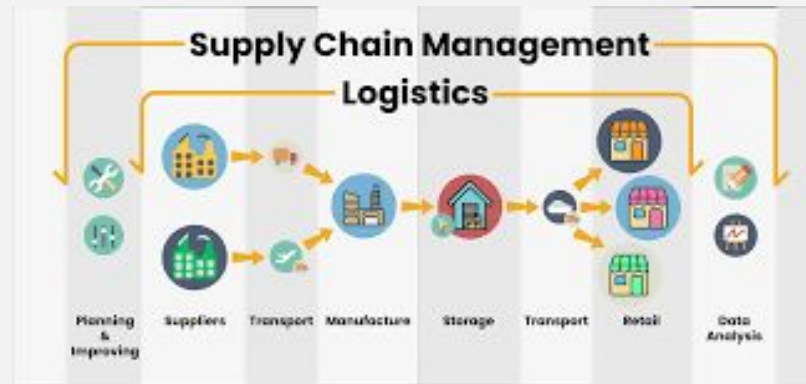 Supply Chain Management
Logistics
Planning
&
Improving
Suppliers
Transport
Manufacture
Storage
Transport
Retail
Data
Analysis